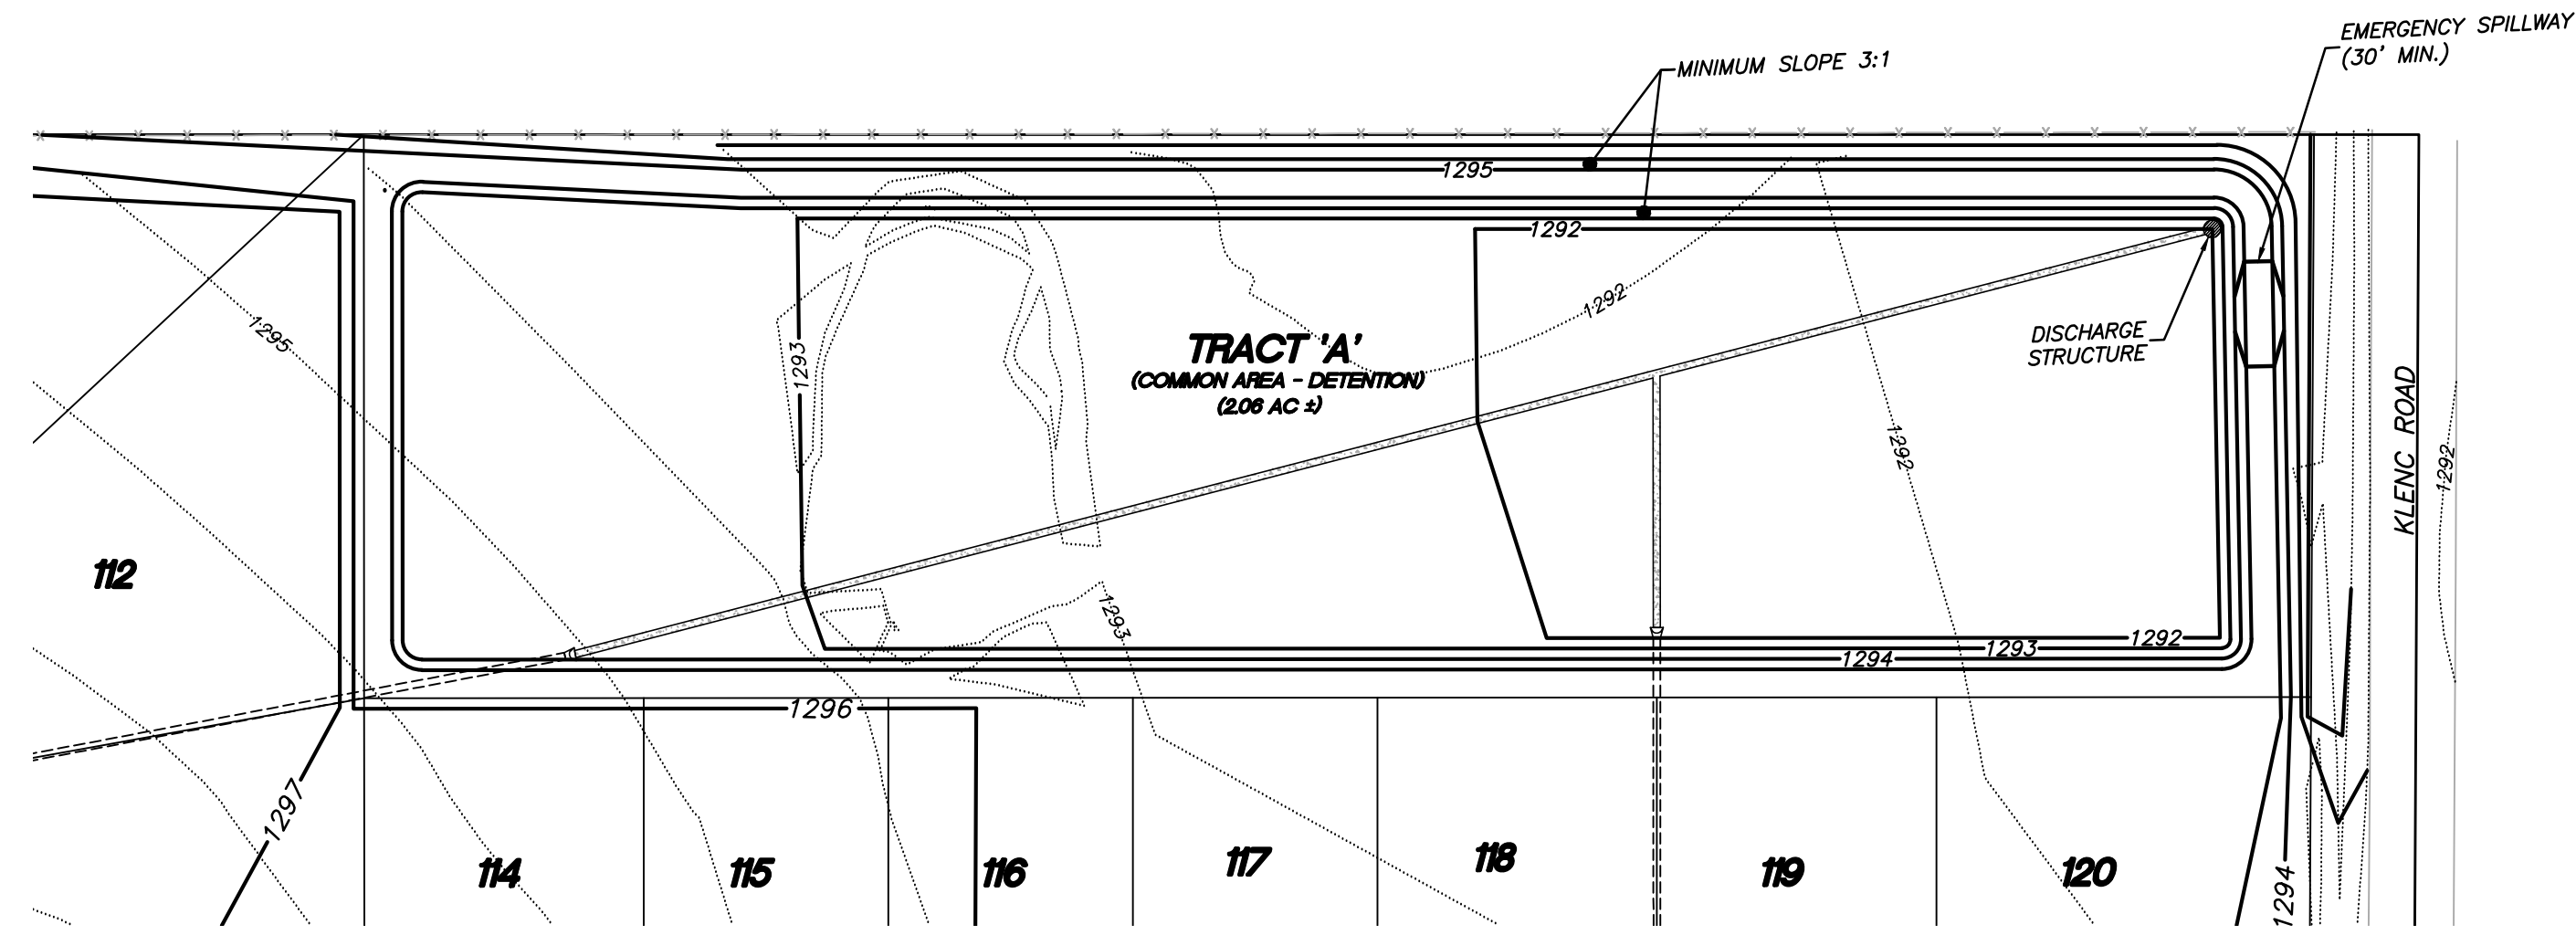 EMERGENCY SPILLWAY
(30' MIN.)
MINIMUM SLOPE 3:1
1295
1292
1292
1295
1293
TRACT 'A'
(COMMON AREA - DETENTION)
(2.06 AC ±)
DISCHARGE
STRUCTURE
KLENC ROAD
1292
1292
112
1293
1292
1293
1294
1296
1297
114
115
116
117
118
119
120
1294